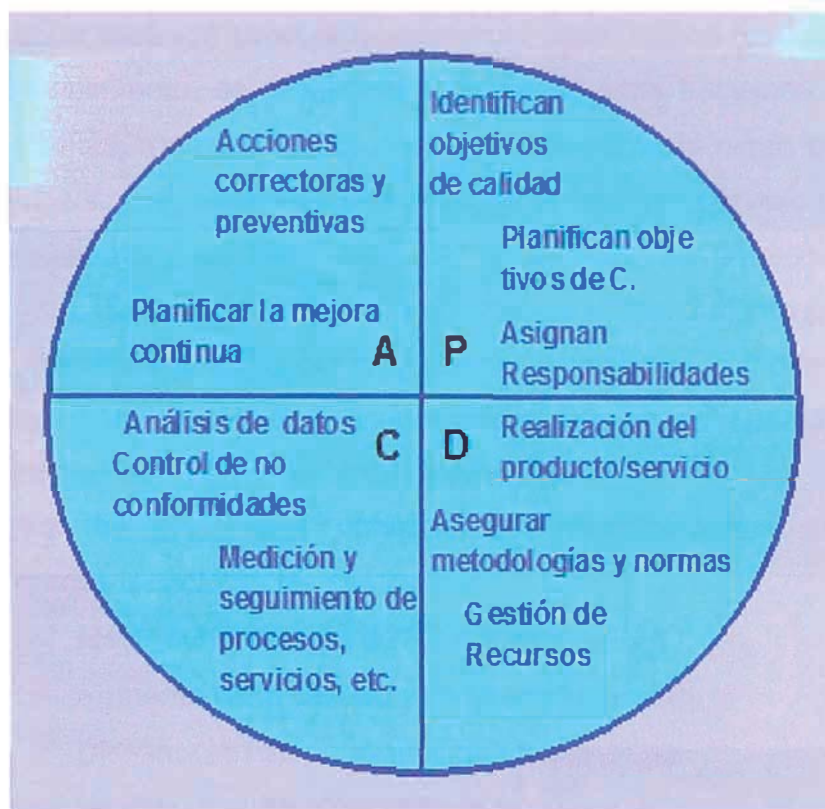 Acciones
correctoras y
preventivas
Planificar la mejora
continua
A
Identifican
objetivos
de calidad
Planifican obje
tivos de C.
Asignan
Responsabilidades
P
Análisis de datos
Control de no
conformidades
Medición y
seguimiento de
procesos,
servicios, etc.
C
Realización del
producto/servicio
Asegurar
metodologías y normas
Gestión de
Recursos
D